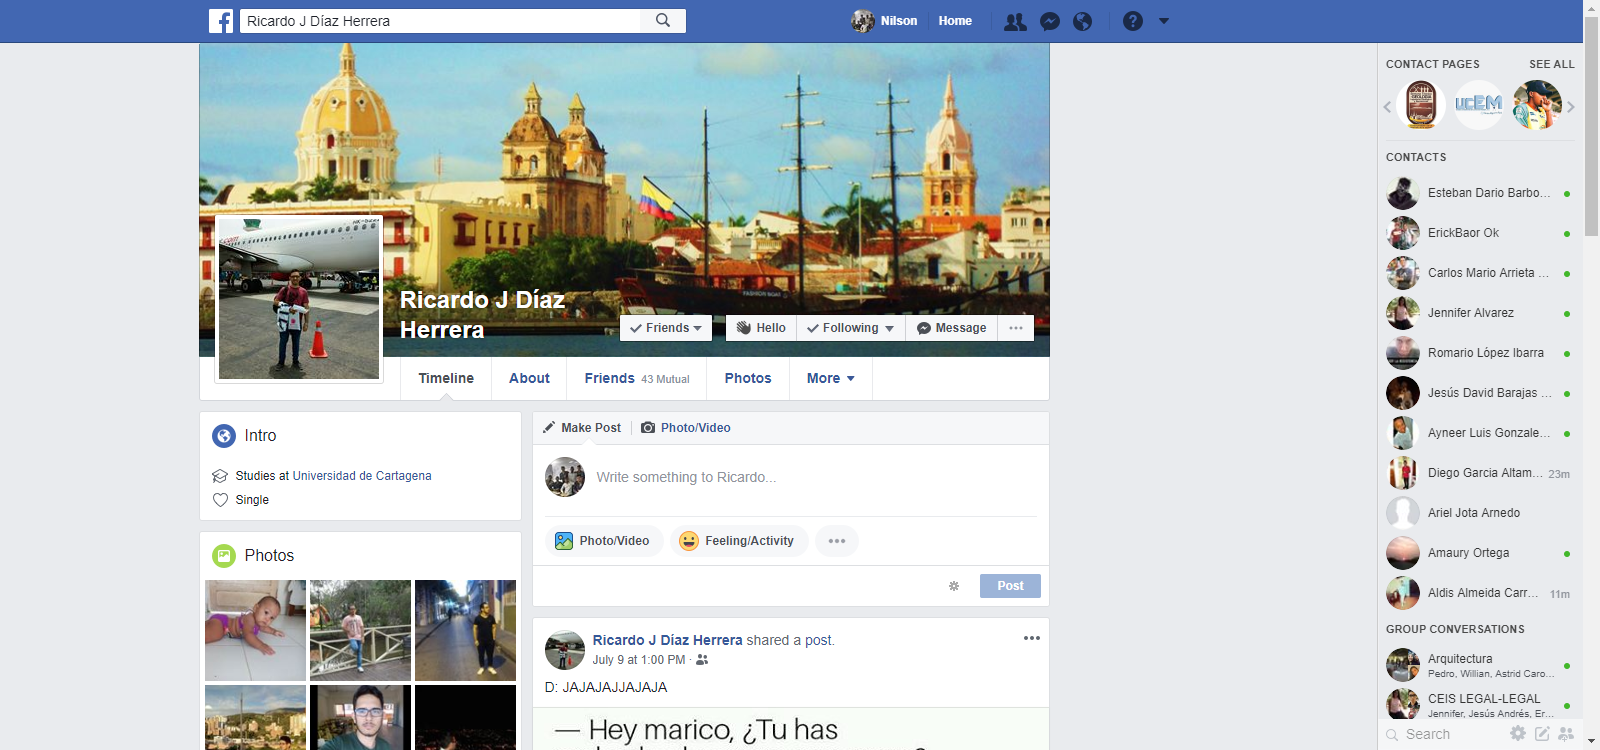 Ricardo J Díaz Herrera
Nilson
Home
Ricardo J Díaz
Herrera
Friends
Hello
Following
Message
Timeline
About
Friends 43 Mutual
Photos
More
Intro
Studies at Universidad de Cartagena
Single
Photos
Make Post
Photo/Video
Write something to Ricardo...
Photo/Video
Feeling/Activity
Post
Ricardo J Díaz Herrera shared a post.
July 9 at 1:00 PM ·
D: JAJAJAJJAJAJA
— Hey marico, ¿Tu has
CONTACT PAGES
SEE ALL
UCEM
CONTACTS
Esteban Dario Barbo...
ErickBaor Ok
Carlos Mario Arrieta ...
Jennifer Alvarez
Romario López Ibarra
Jesús David Barajas ...
Ayneer Luis Gonzale...
Diego Garcia Altam... 23m
Ariel Jota Arnedo
Amaury Ortega
Aldis Almeida Carr... 11m
GROUP CONVERSATIONS
Arquitectura
Pedro, Willian, Astrid Caro...
CEIS LEGAL-LEGAL
Jennifer, Jesús Andrés, Er...
Search